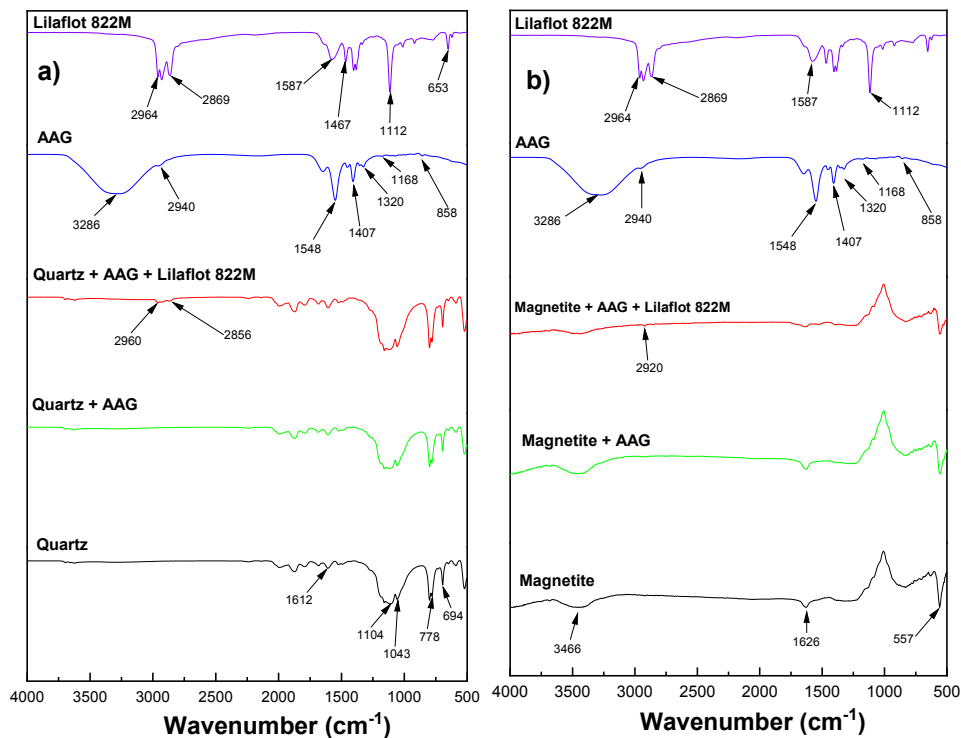 Lilaflot 822M
a)
2964
2869
1587
1467
1112
653
AAG
3286
2940
1548
1407
1320
1168
858
Quartz + AAG + Lilaflot 822M
2960
2856
Quartz + AAG
Quartz
1612
1104
1043
778
694
4000 3500 3000 2500 2000 1500 1000 500
Wavenumber (cm⁻¹)
Lilaflot 822M
b)
2964
2869
1587
1112
AAG
3286
2940
1548
1407
1320
1168
858
Magnetite + AAG + Lilaflot 822M
2920
Magnetite + AAG
Magnetite
3466
1626
557
4000 3500 3000 2500 2000 1500 1000 500
Wavenumber (cm⁻¹)